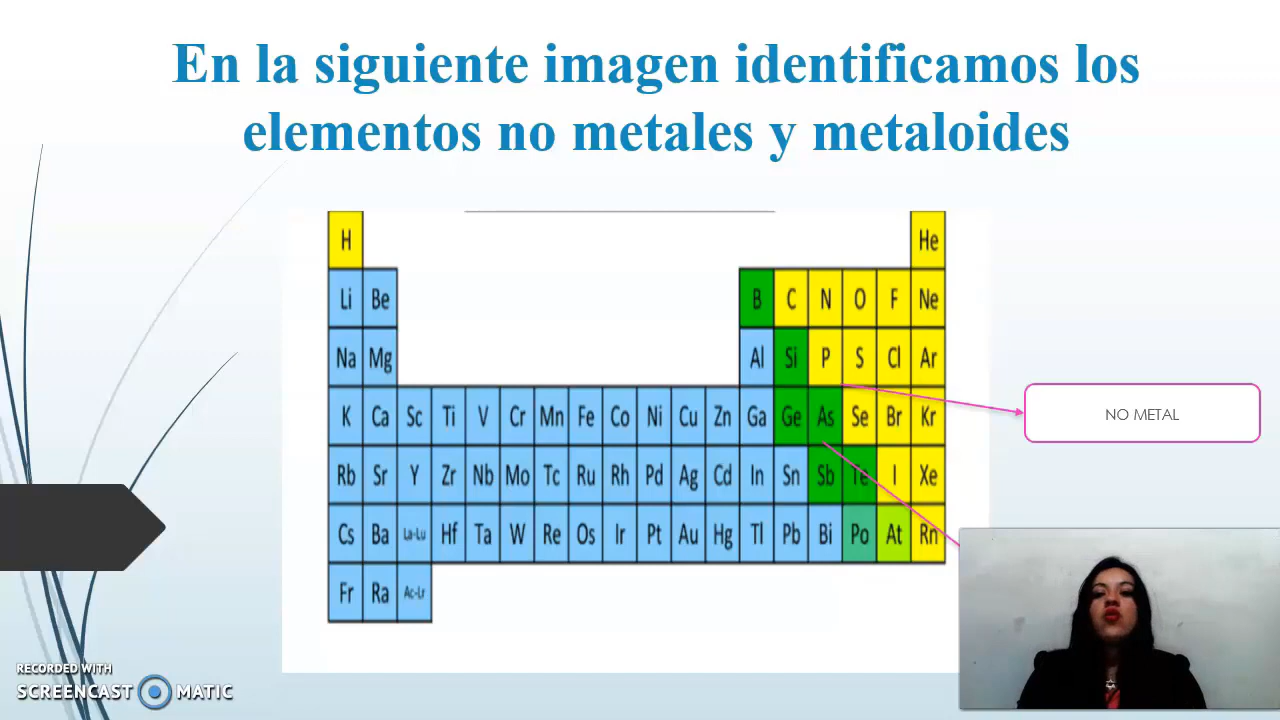 En la siguiente imagen identificamos los
elementos no metales y metaloides
H He
Li Be B C N O F Ne
Na Mg Al Si P S Cl Ar
K Ca Sc Ti V Cr Mn Fe Co Ni Cu Zn Ga Ge As Se Br Kr
NO METAL
Rb Sr Y Zr Nb Mo Tc Ru Rh Pd Ag Cd In Sn Sb Te I Xe
Cs Ba La-Lu Hf Ta W Re Os Ir Pt Au Hg Tl Pb Bi Po At Rn
Fr Ra Ac-Lr
RECORDED WITH
SCREENCAST MATIC